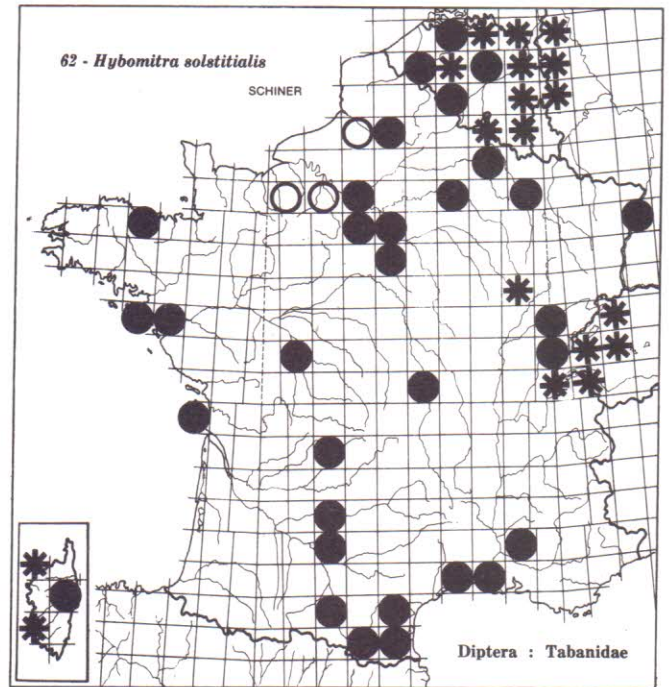 62 - Hybomitra solstitialis
SCHINER
Diptera : Tabanidae